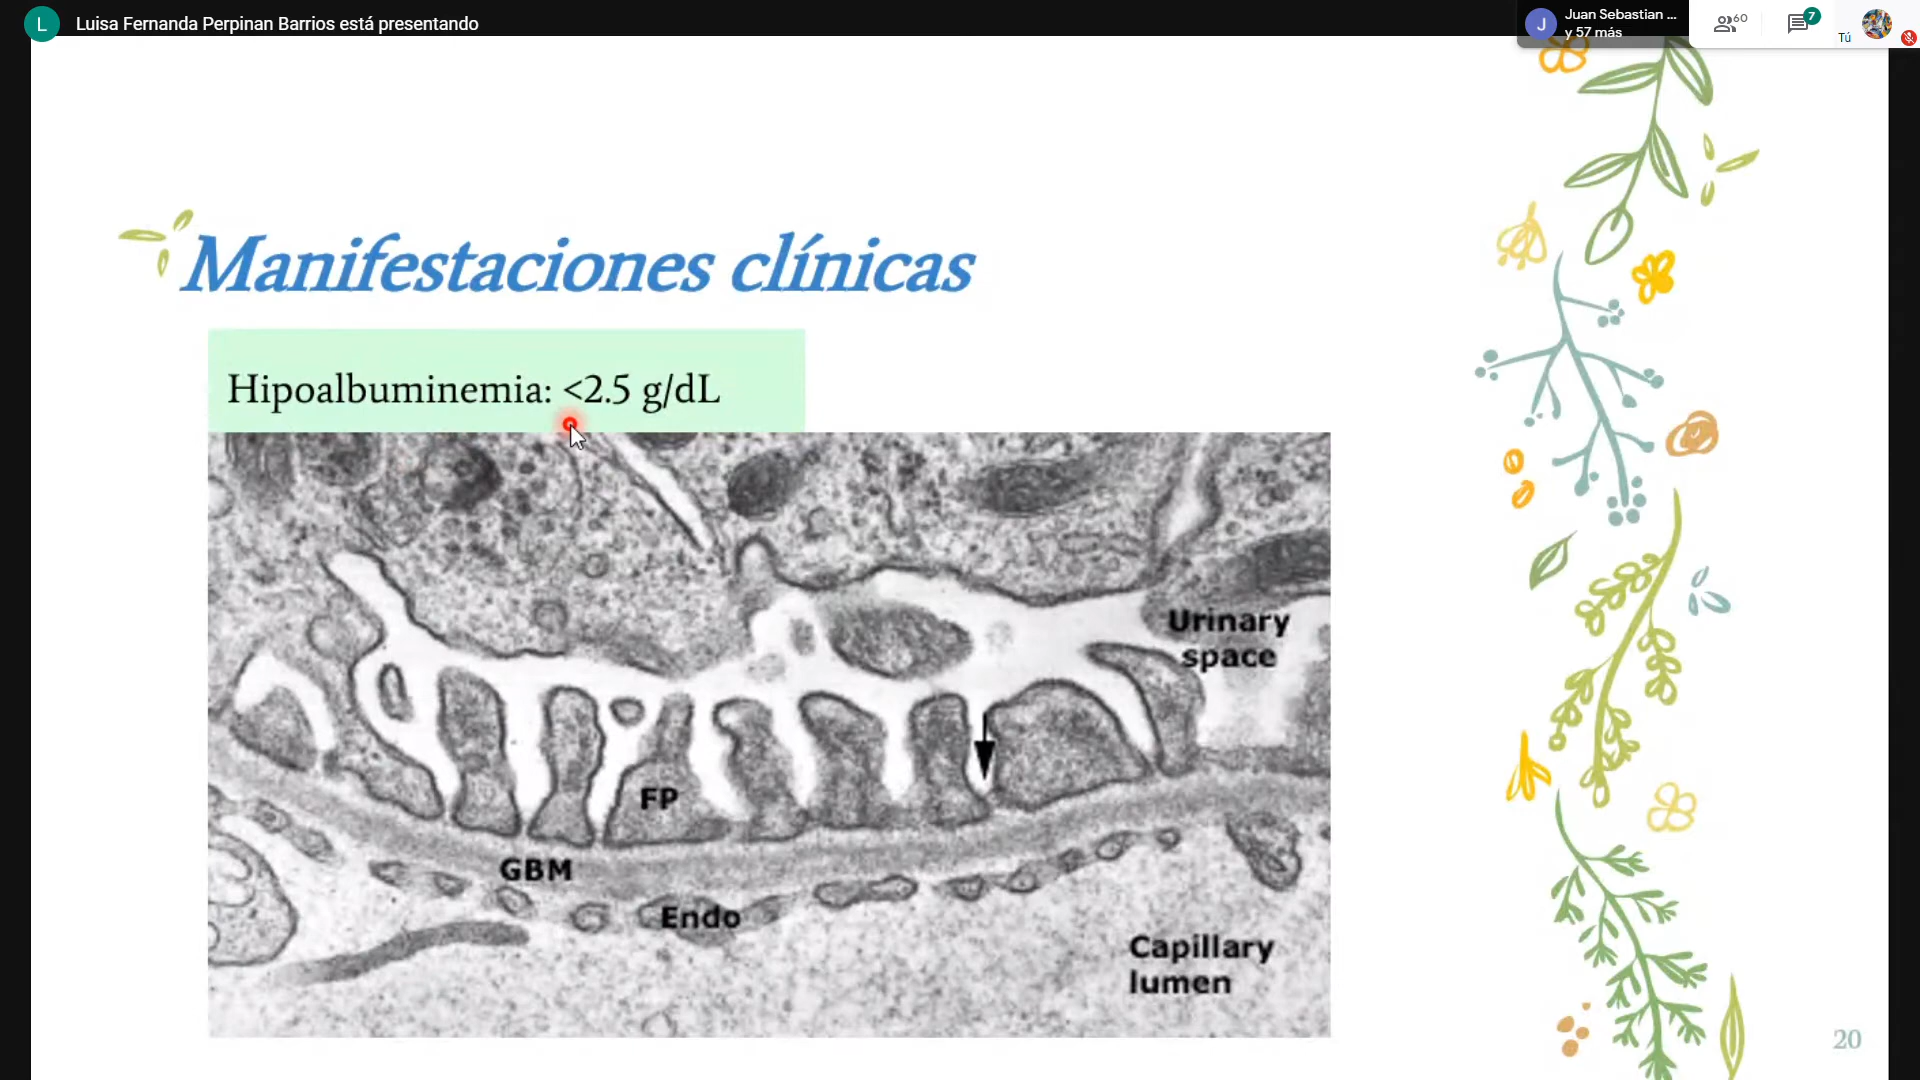 L Luisa Fernanda Perpinan Barrios está presentando
J Juan Sebastian ...
y 57 más
60
7
Tú
Manifestaciones clínicas
Hipoalbuminemia: <2.5 g/dL
Urinary
space
FP
GBM
Endo
Capillary
lumen
20